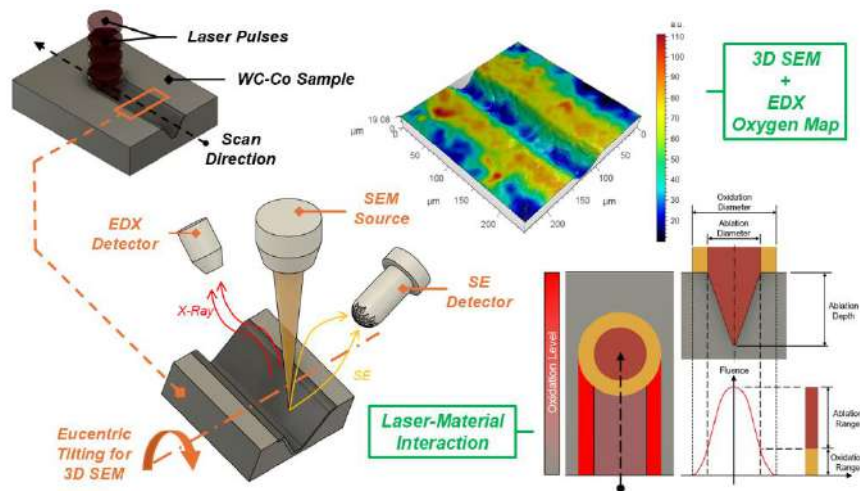 Laser Pulses
WC-Co Sample
Scan
Direction
EDX
Detector
SEM
Source
SE
Detector
X-Ray
SE
Eucentric
Tilting for
3D SEM
µm
0
50
100
150
200
µm
0
50
100
150
200
µm
110
100
90
80
70
60
50
40
30
20
10
3D SEM
+
EDX
Oxygen Map
Laser-Material
Interaction
Oxidation Level
Oxidation
Diameter
Ablation
Diameter
Ablation
Depth
Fluence
Ablation
Range
Oxidation
Range